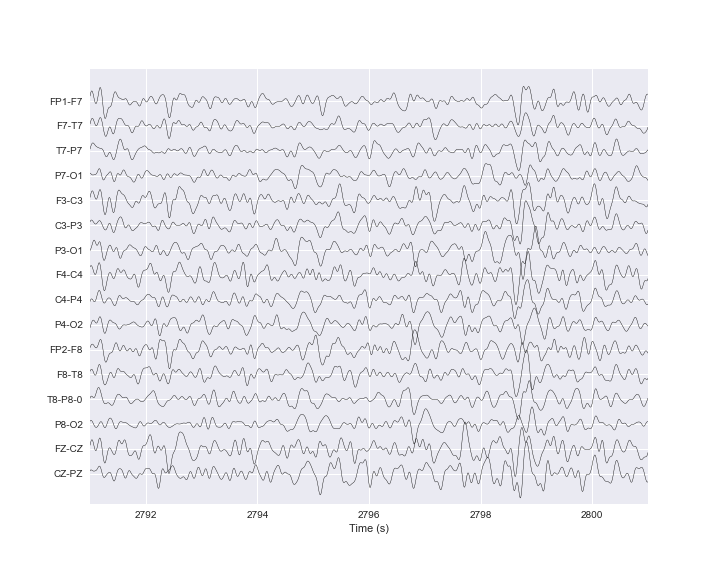 FP1-F7
F7-T7
T7-P7
P7-O1
F3-C3
C3-P3
P3-O1
F4-C4
C4-P4
P4-O2
FP2-F8
F8-T8
T8-P8-0
P8-O2
FZ-CZ
CZ-PZ
2792 2794 2796 2798 2800
Time (s)